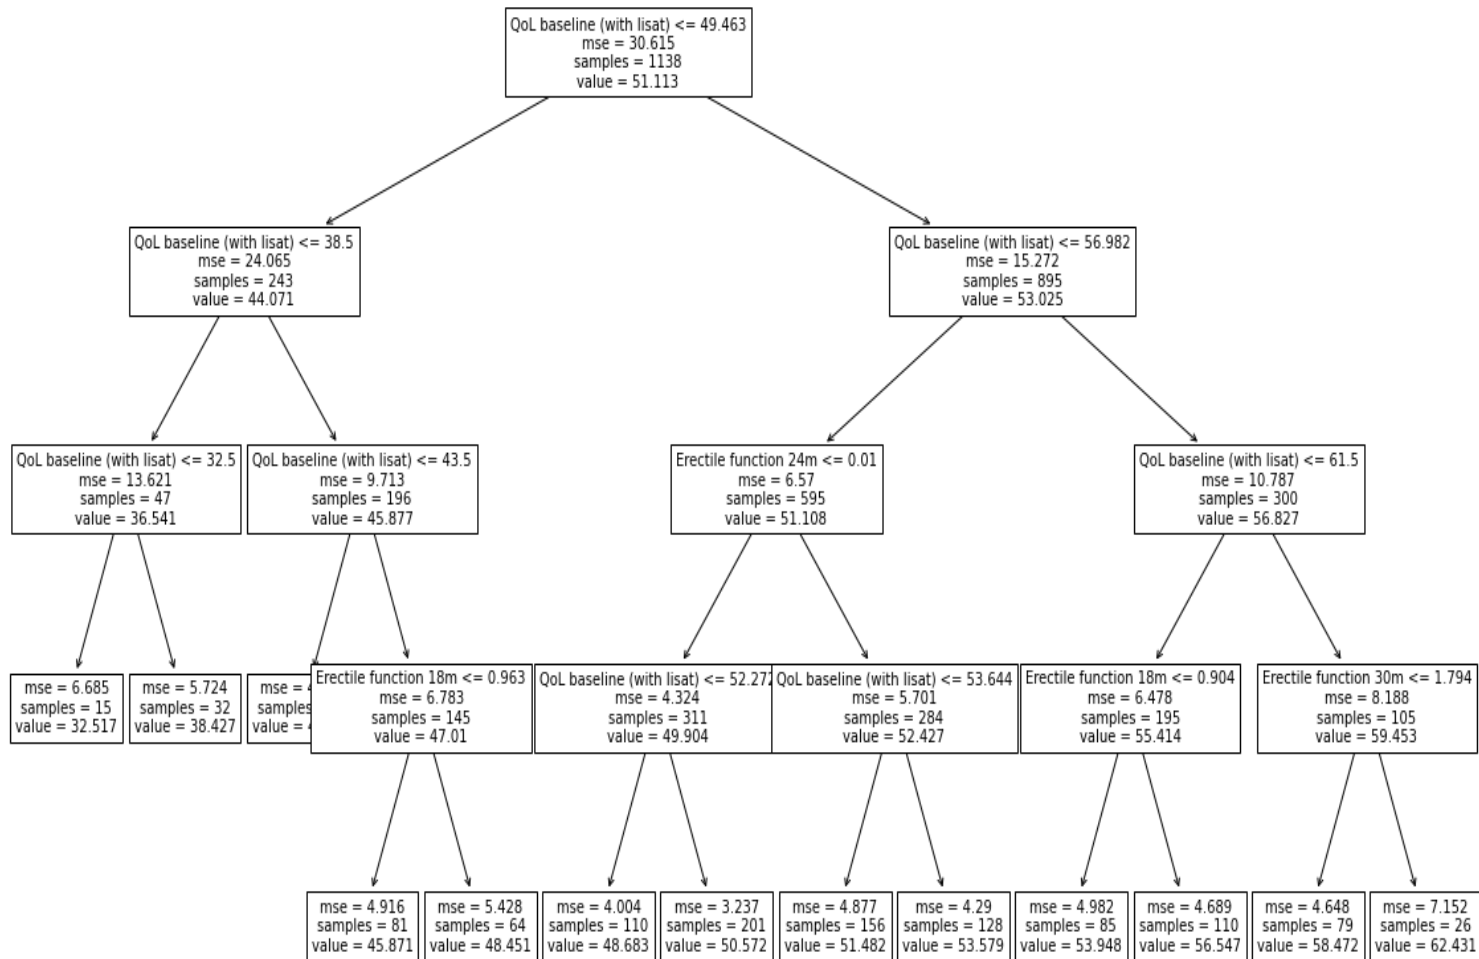 QoL baseline (with lisat) <= 49.463
mse = 30.615
samples = 1138
value = 51.113
QoL baseline (with lisat) <= 38.5
mse = 24.065
samples = 243
value = 44.071
QoL baseline (with lisat) <= 56.982
mse = 15.272
samples = 895
value = 53.025
QoL baseline (with lisat) <= 32.5
mse = 13.621
samples = 47
value = 36.541
QoL baseline (with lisat) <= 43.5
mse = 9.713
samples = 196
value = 45.877
Erectile function 24m <= 0.01
mse = 6.57
samples = 595
value = 51.108
QoL baseline (with lisat) <= 61.5
mse = 10.787
samples = 300
value = 56.827
mse = 6.685
samples = 15
value = 32.517
mse = 5.724
samples = 32
value = 38.427
mse =
samples
value =
Erectile function 18m <= 0.963
mse = 6.783
samples = 145
value = 47.01
QoL baseline (with lisat) <= 52.272
mse = 4.324
samples = 311
value = 49.904
QoL baseline (with lisat) <= 53.644
mse = 5.701
samples = 284
value = 52.427
Erectile function 18m <= 0.904
mse = 6.478
samples = 195
value = 55.414
Erectile function 30m <= 1.794
mse = 8.188
samples = 105
value = 59.453
mse = 4.916
samples = 81
value = 45.871
mse = 5.428
samples = 64
value = 48.451
mse = 4.004
samples = 110
value = 48.683
mse = 3.237
samples = 201
value = 50.572
mse = 4.877
samples = 156
value = 51.482
mse = 4.29
samples = 128
value = 53.579
mse = 4.982
samples = 85
value = 53.948
mse = 4.689
samples = 110
value = 56.547
mse = 4.648
samples = 79
value = 58.472
mse = 7.152
samples = 26
value = 62.431